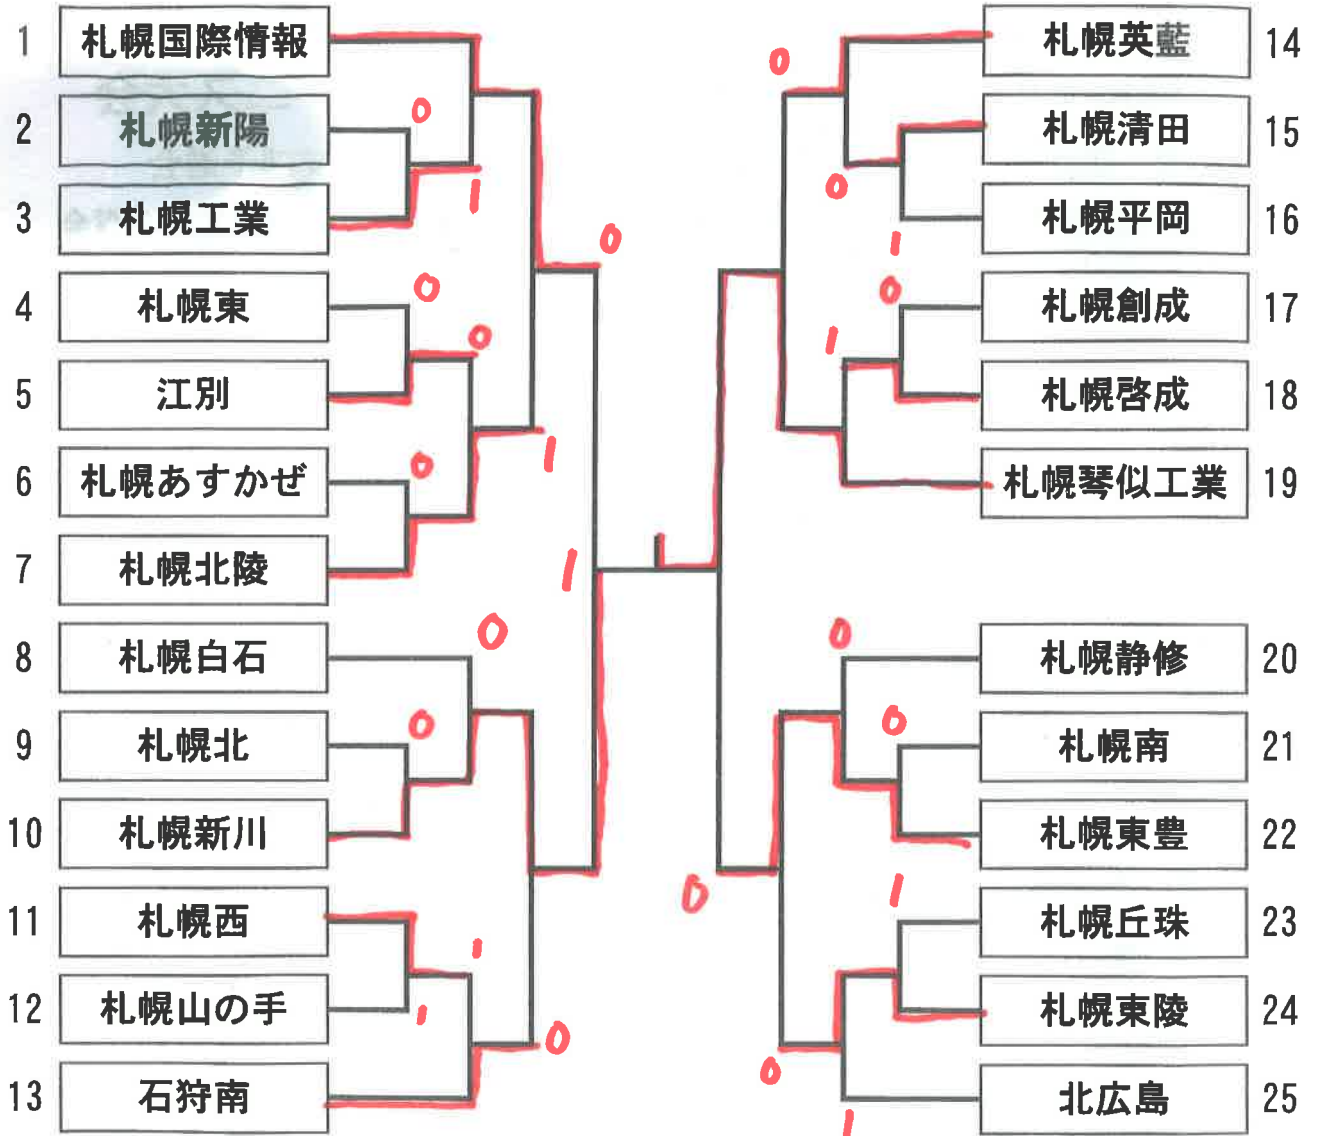 1 札幌国際情報
2 札幌新陽
0
3 札幌工業
1
4 札幌東
0
5 江別
0
6 札幌あすかぜ
0
1
7 札幌北陵
0
1
8 札幌白石
0
9 札幌北
0
10 札幌新川
11 札幌西
1
12 札幌山の手
1
13 石狩南
0
札幌英藍 14
0
札幌清田 15
0
札幌平岡 16
1
札幌創成 17
0
札幌啓成 18
1
札幌琴似工業 19
札幌静修 20
0
札幌南 21
0
札幌東豊 22
札幌丘珠 23
1
0
札幌東陵 24
北広島 25
0
1